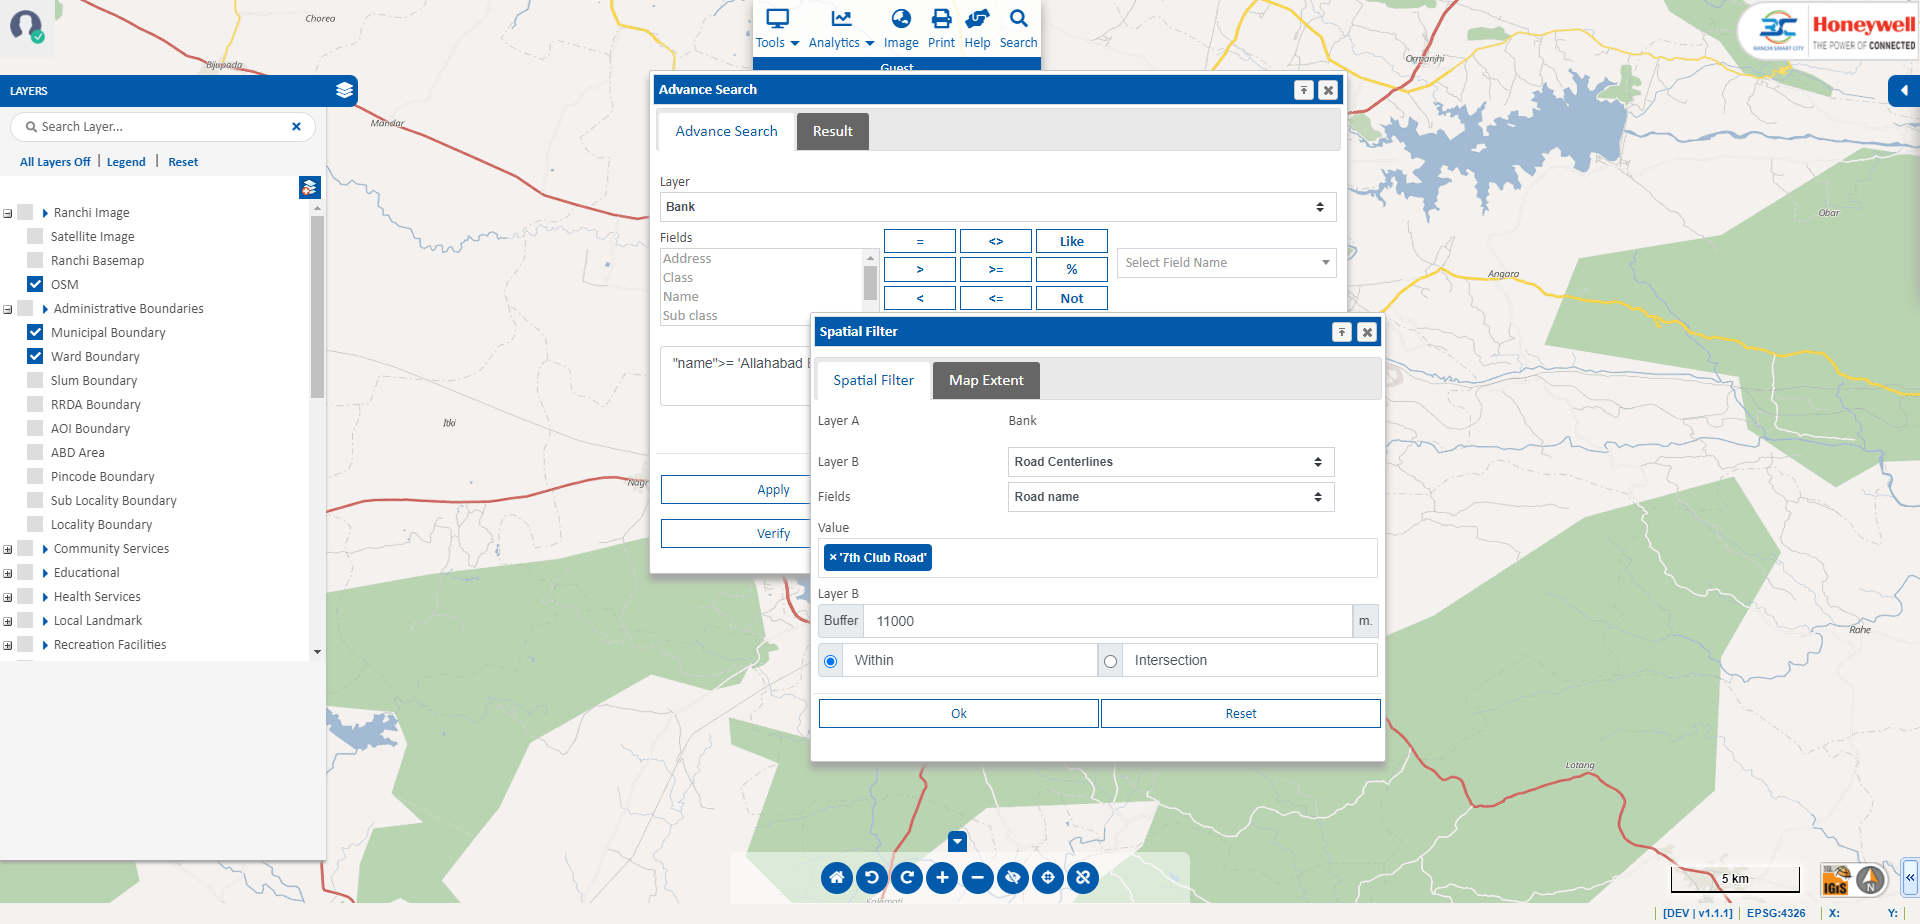 Chorea
Bijupada
Mandar
Tools
Analytics
Image
Print
Help
Search
Guest
Ormanjhi
RANCHI SMART CITY
Honeywell
THE POWER OF CONNECTED
LAYERS
Search Layer...
All Layers Off | Legend | Reset
Ranchi Image
Satellite Image
Ranchi Basemap
OSM
Administrative Boundaries
Municipal Boundary
Ward Boundary
Slum Boundary
RRDA Boundary
AOI Boundary
ABD Area
Pincode Boundary
Sub Locality Boundary
Locality Boundary
Community Services
Educational
Health Services
Local Landmark
Recreation Facilities
Advance Search
Advance Search
Result
Layer
Bank
Fields
Address
Class
Name
Sub class
= <> Like
> >= %
< <= Not
Select Field Name
"name">= 'Allahabad
Apply
Verify
Spatial Filter
Spatial Filter
Map Extent
Layer A
Bank
Layer B
Road Centerlines
Fields
Road name
Value
× '7th Club Road'
Layer B
Buffer
11000
m.
Within
Intersection
Ok
Reset
Obar
Angara
Itki
Nagr
Rahe
Lotang
Kalamati
5 km
IGiS
N
[DEV | v1.1.1] | EPSG:4326 | X: Y: